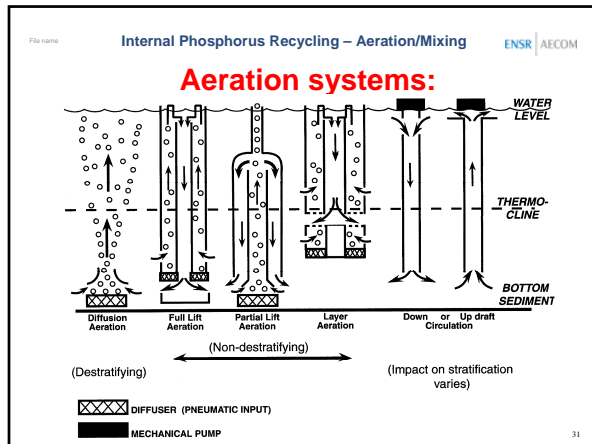 File name
Internal Phosphorus Recycling – Aeration/Mixing
ENSR AECOM
Aeration systems:
WATER
LEVEL
THERMO-
CLINE
BOTTOM
SEDIMENT
Diffusion
Aeration
Full Lift
Aeration
Partial Lift
Aeration
Layer
Aeration
Down or Up draft
Circulation
(Non-destratifying)
(Destratifying)
(Impact on stratification
varies)
DIFFUSER (PNEUMATIC INPUT)
MECHANICAL PUMP
31